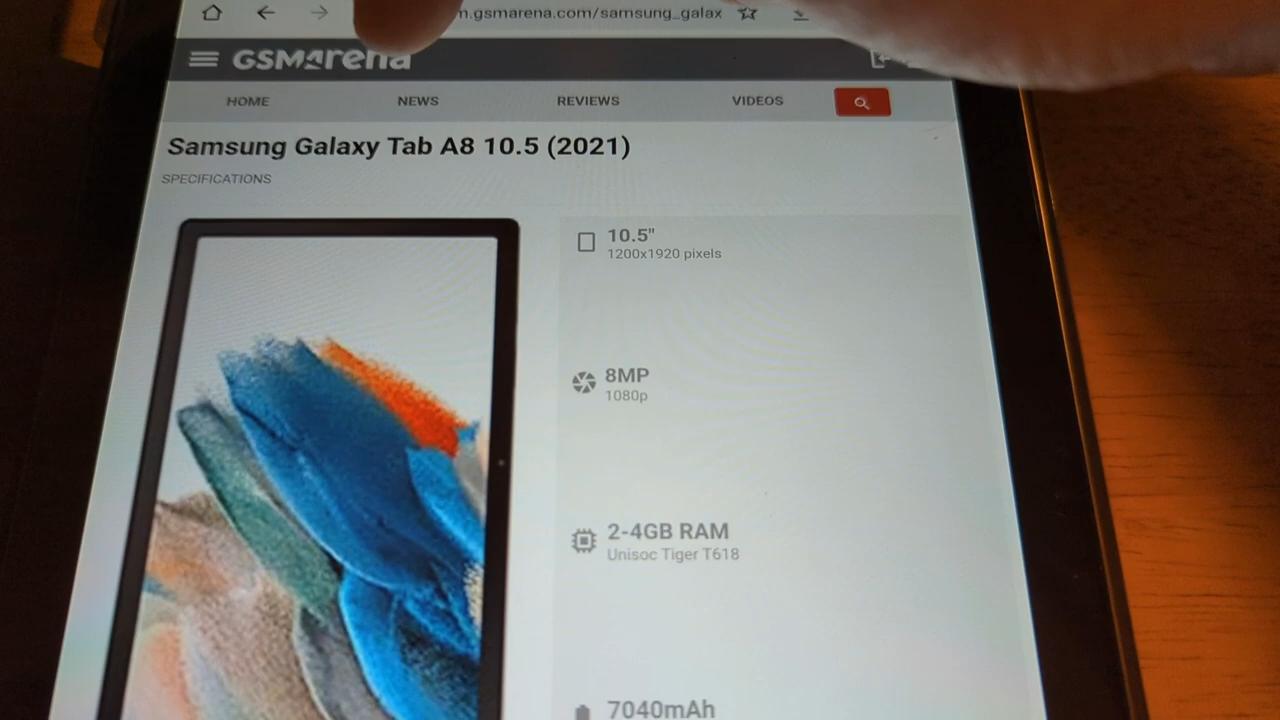 m.gsmarena.com/samsung_galax
GSMArena
HOME NEWS REVIEWS VIDEOS
Samsung Galaxy Tab A8 10.5 (2021)
SPECIFICATIONS
10.5"
1200x1920 pixels
8MP
1080p
2-4GB RAM
Unisoc Tiger T618
7040mAh